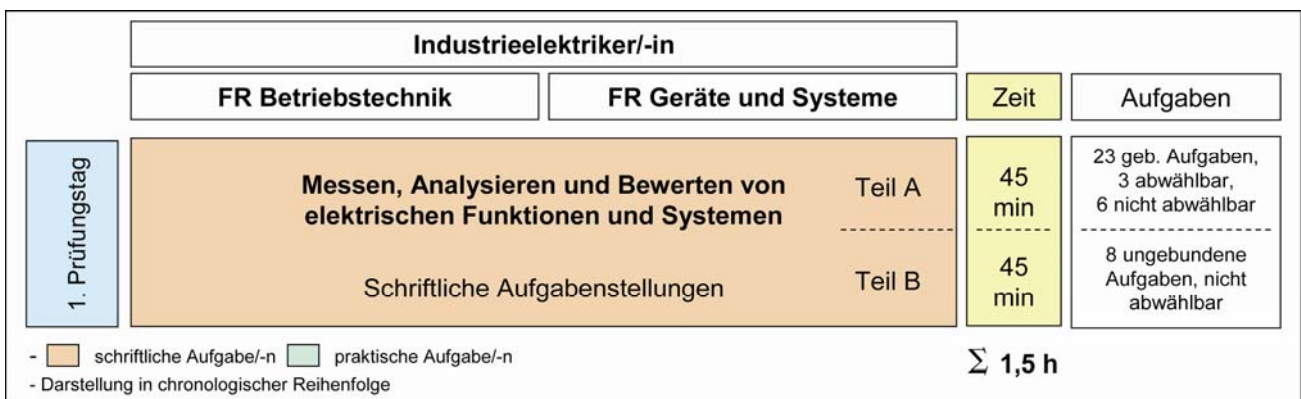 Industrieelektriker/-in
FR Betriebstechnik
FR Geräte und Systeme
Zeit
Aufgaben
1. Prüfungstag
Messen, Analysieren und Bewerten von
elektrischen Funktionen und Systemen
Teil A
45
min
23 geb. Aufgaben,
3 abwählbar,
6 nicht abwählbar
Schriftliche Aufgabenstellungen
Teil B
45
min
8 ungebundene
Aufgaben, nicht
abwählbar
- schriftliche Aufgabe/-n praktische Aufgabe/-n
- Darstellung in chronologischer Reihenfolge
Σ 1,5 h